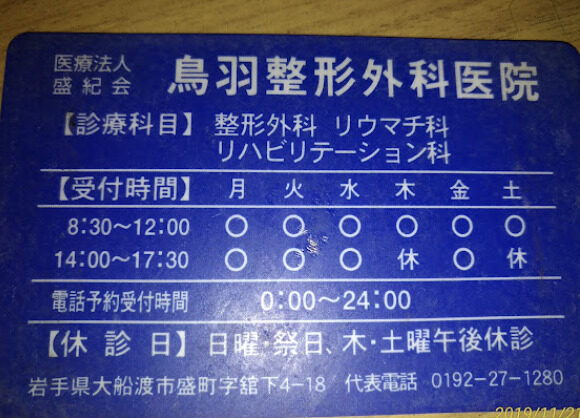 医療法人
盛紀会
鳥羽整形外科医院
【診療科目】 整形外科 リウマチ科
リハビリテーション科
【受付時間】 月 火 水 木 金 土
8:30〜12:00 〇 〇 〇 〇 〇 〇
14:00〜17:30 〇 〇 〇 休 〇 休
電話予約受付時間 0:00〜24:00
【休診日】 日曜・祭日、木・土曜午後休診
岩手県大船渡市盛町字舘下4-18 代表電話 0192-27-1280